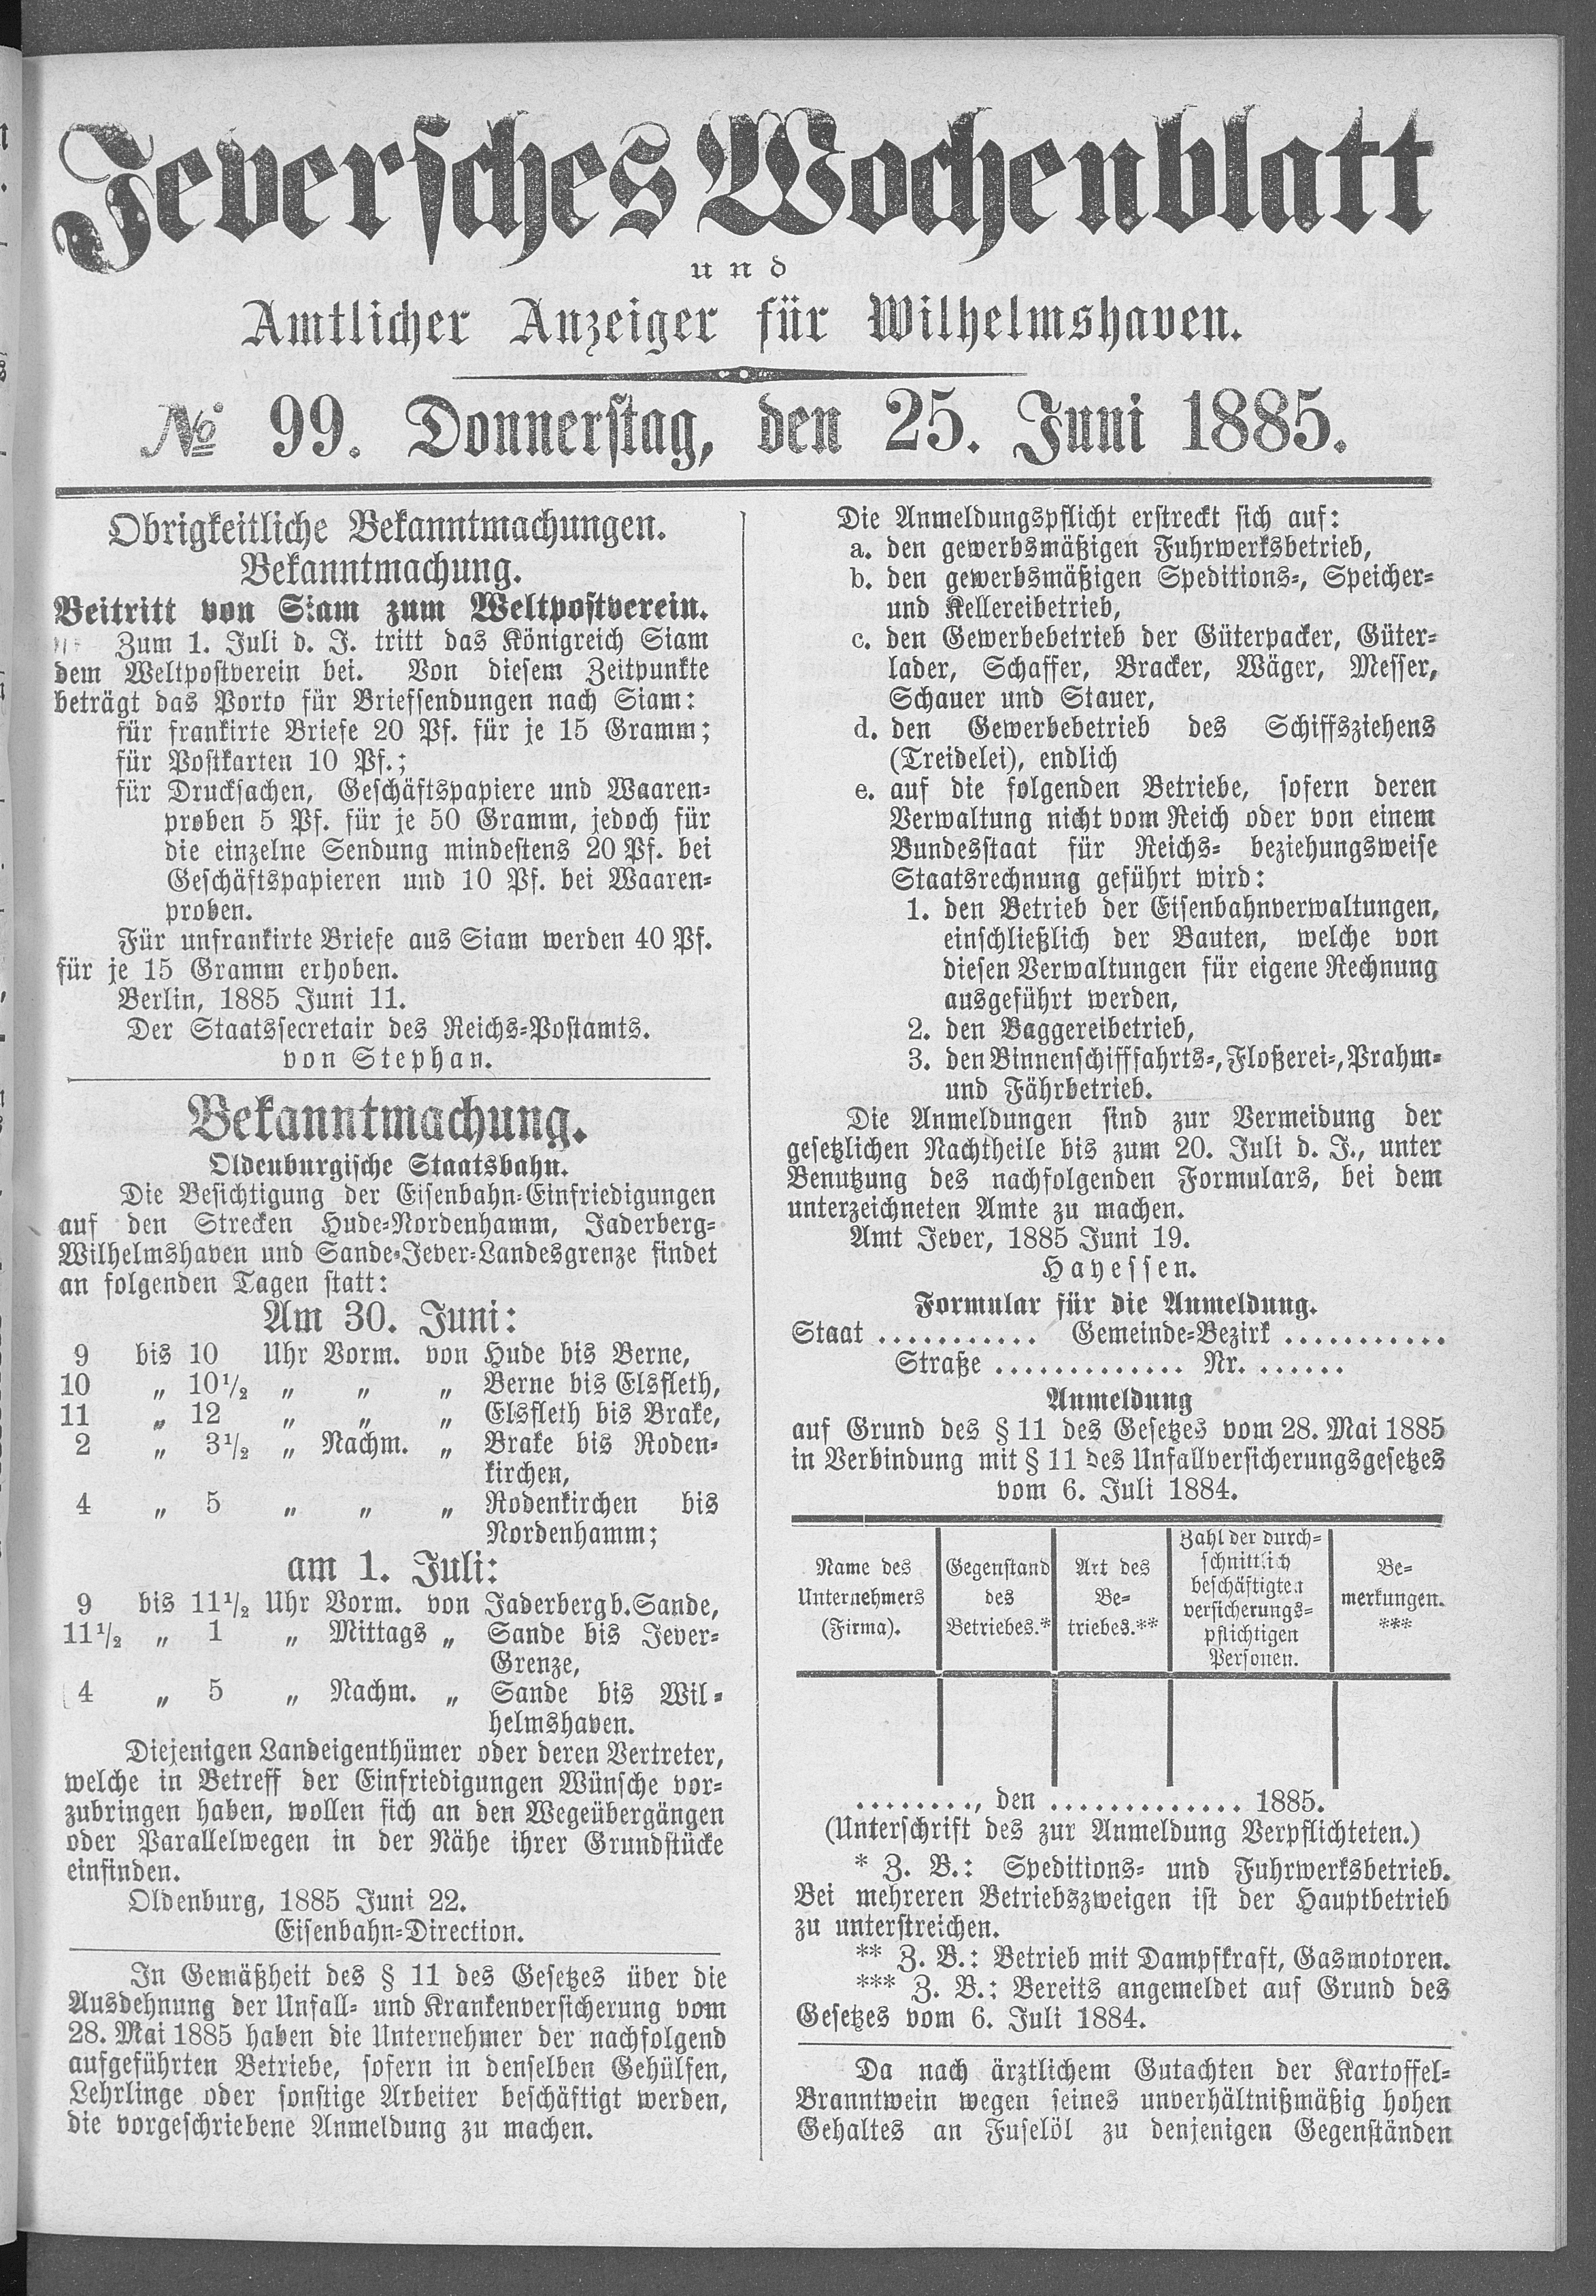 Jeversches Wochenblatt
und
Amtlicher Anzeiger für Wilhelmshaven.
№ 99. Donnerstag, den 25. Juni 1885.
Obrigkeitliche Bekanntmachungen.
Bekanntmachung.
Beitritt von Siam zum Weltpostverein.
Zum 1. Juli d. J. tritt das Königreich Siam
dem Weltpostverein bei. Von diesem Zeitpunkte
beträgt das Porto für Briefsendungen nach Siam:
für frankirte Briefe 20 Pf. für je 15 Gramm;
für Postkarten 10 Pf.;
für Drucksachen, Geschäftspapiere und Waaren-
proben 5 Pf. für je 50 Gramm, jedoch für
die einzelne Sendung mindestens 20 Pf. bei
Geschäftspapieren und 10 Pf. bei Waaren-
proben.
Für unfrankirte Briefe aus Siam werden 40 Pf.
für je 15 Gramm erhoben.
Berlin, 1885 Juni 11.
Der Staatssecretair des Reichs-Postamts.
von Stephan.
Bekanntmachung.
Oldenburgische Staatsbahn.
Die Besichtigung der Eisenbahn-Einfriedigungen
auf den Strecken Hude-Nordenhamm, Jaderberg-
Wilhelmshaven und Sande-Jever-Landesgrenze findet
an folgenden Tagen statt:
Am 30. Juni:
9 bis 10 Uhr Vorm. von Hude bis Berne,
10 „ 10½ „ „ „ Berne bis Elsfleth,
11 „ 12 „ „ „ Elsfleth bis Brake,
2 „ 3½ „ Nachm. „ Brake bis Roden-
kirchen,
4 „ 5 „ „ „ Rodenkirchen bis
Nordenhamm;
am 1. Juli:
9 bis 11½ Uhr Vorm. von Jaderberg b. Sande,
11½ „ 1 „ Mittags „ Sande bis Jever-
Grenze,
4 „ 5 „ Nachm. „ Sande bis Wil-
helmshaven.
Diejenigen Landeigenthümer oder deren Vertreter,
welche in Betreff der Einfriedigungen Wünsche vor-
zubringen haben, wollen sich an den Wegeübergängen
oder Parallelwegen in der Nähe ihrer Grundstücke
einfinden.
Oldenburg, 1885 Juni 22.
Eisenbahn-Direction.
In Gemäßheit des § 11 des Gesetzes über die
Ausdehnung der Unfall- und Krankenversicherung vom
28. Mai 1885 haben die Unternehmer der nachfolgend
aufgeführten Betriebe, sofern in denselben Gehülfen,
Lehrlinge oder sonstige Arbeiter beschäftigt werden,
die vorgeschriebene Anmeldung zu machen.
Die Anmeldungspflicht erstreckt sich auf:
a. den gewerbsmäßigen Fuhrwerksbetrieb,
b. den gewerbsmäßigen Speditions-, Speicher-
und Kellereibetrieb,
c. den Gewerbebetrieb der Güterpacker, Güter-
lader, Schaffer, Bracker, Wäger, Messer,
Schauer und Stauer,
d. den Gewerbebetrieb des Schiffsziehens
(Treidelei), endlich
e. auf die folgenden Betriebe, sofern deren
Verwaltung nicht vom Reich oder von einem
Bundesstaat für Reichs- beziehungsweise
Staatsrechnung geführt wird:
1. den Betrieb der Eisenbahnverwaltungen,
einschließlich der Bauten, welche von
diesen Verwaltungen für eigene Rechnung
ausgeführt werden,
2. den Baggereibetrieb,
3. den Binnenschifffahrts-, Floßerei-, Prahm-
und Fährbetrieb.
Die Anmeldungen sind zur Vermeidung der
gesetzlichen Nachtheile bis zum 20. Juli d. J., unter
Benutzung des nachfolgenden Formulars, bei dem
unterzeichneten Amte zu machen.
Amt Jever, 1885 Juni 19.
Hayessen.
Formular für die Anmeldung.
Staat ........... Gemeinde-Bezirk ...........
Straße ............. Nr. ......
Anmeldung
auf Grund des § 11 des Gesetzes vom 28. Mai 1885
in Verbindung mit § 11 des Unfallversicherungsgesetzes
vom 6. Juli 1884.
Name des
Unternehmers
(Firma).
Gegenstand
des
Betriebes.*
Art des
Be-
triebes.**
Zahl der durch-
schnittlich
beschäftigten
versicherungs-
pflichtigen
Personen.
Be-
merkungen.
***
........, den ............. 1885.
(Unterschrift des zur Anmeldung Verpflichteten.)
* Z. B.: Speditions- und Fuhrwerksbetrieb.
Bei mehreren Betriebszweigen ist der Hauptbetrieb
zu unterstreichen.
** Z. B.: Betrieb mit Dampfkraft, Gasmotoren.
*** Z. B.: Bereits angemeldet auf Grund des
Gesetzes vom 6. Juli 1884.
Da nach ärztlichem Gutachten der Kartoffel-
Branntwein wegen seines unverhältnißmäßig hohen
Gehaltes an Fuselöl zu denjenigen Gegenständen